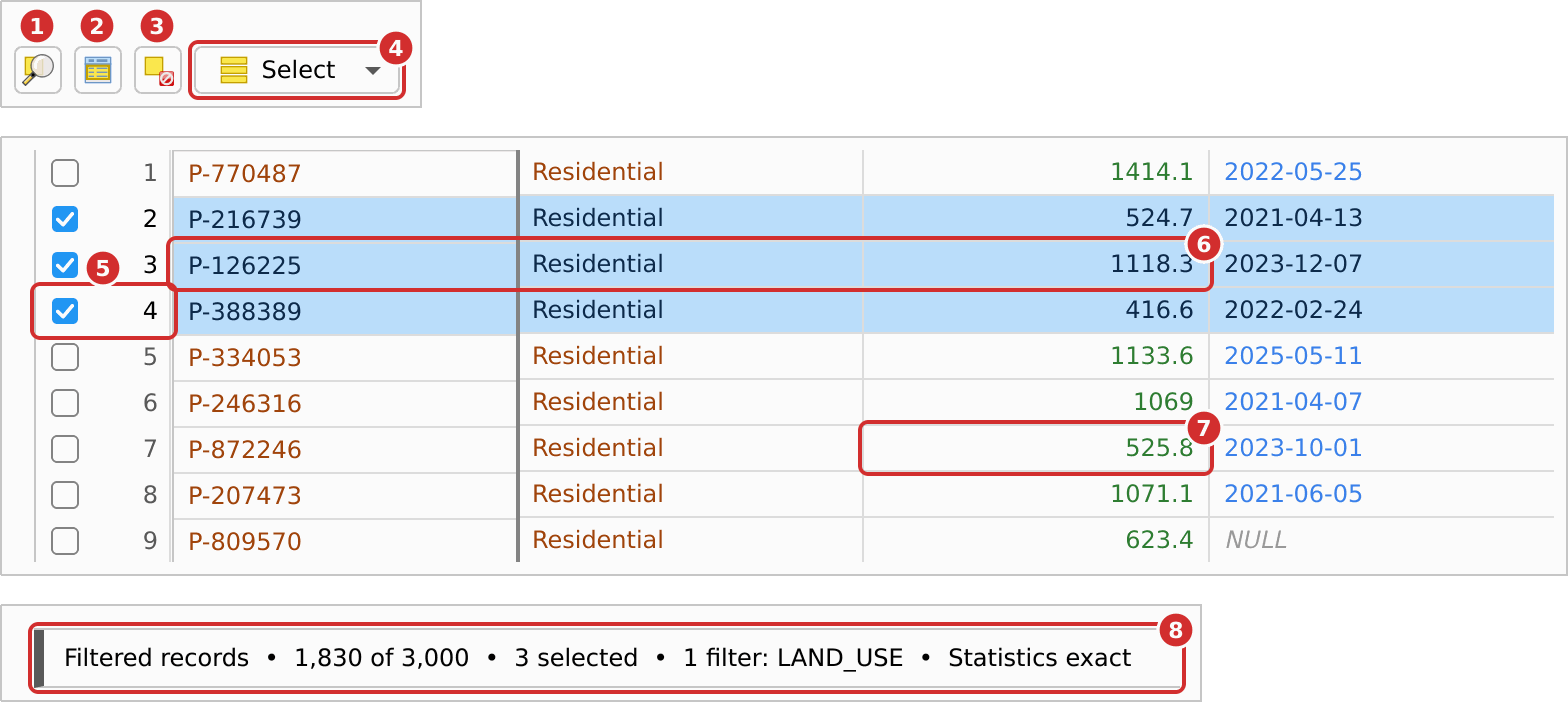 1 2 3 4
Select
1 P-770487 Residential 1414.1 2022-05-25
2 P-216739 Residential 524.7 2021-04-13
6
3 P-126225 Residential 1118.3 2023-12-07
5
4 P-388389 Residential 416.6 2022-02-24
5 P-334053 Residential 1133.6 2025-05-11
6 P-246316 Residential 1069 2021-04-07
7
7 P-872246 Residential 525.8 2023-10-01
8 P-207473 Residential 1071.1 2021-06-05
9 P-809570 Residential 623.4 NULL
8
Filtered records • 1,830 of 3,000 • 3 selected • 1 filter: LAND_USE • Statistics exact